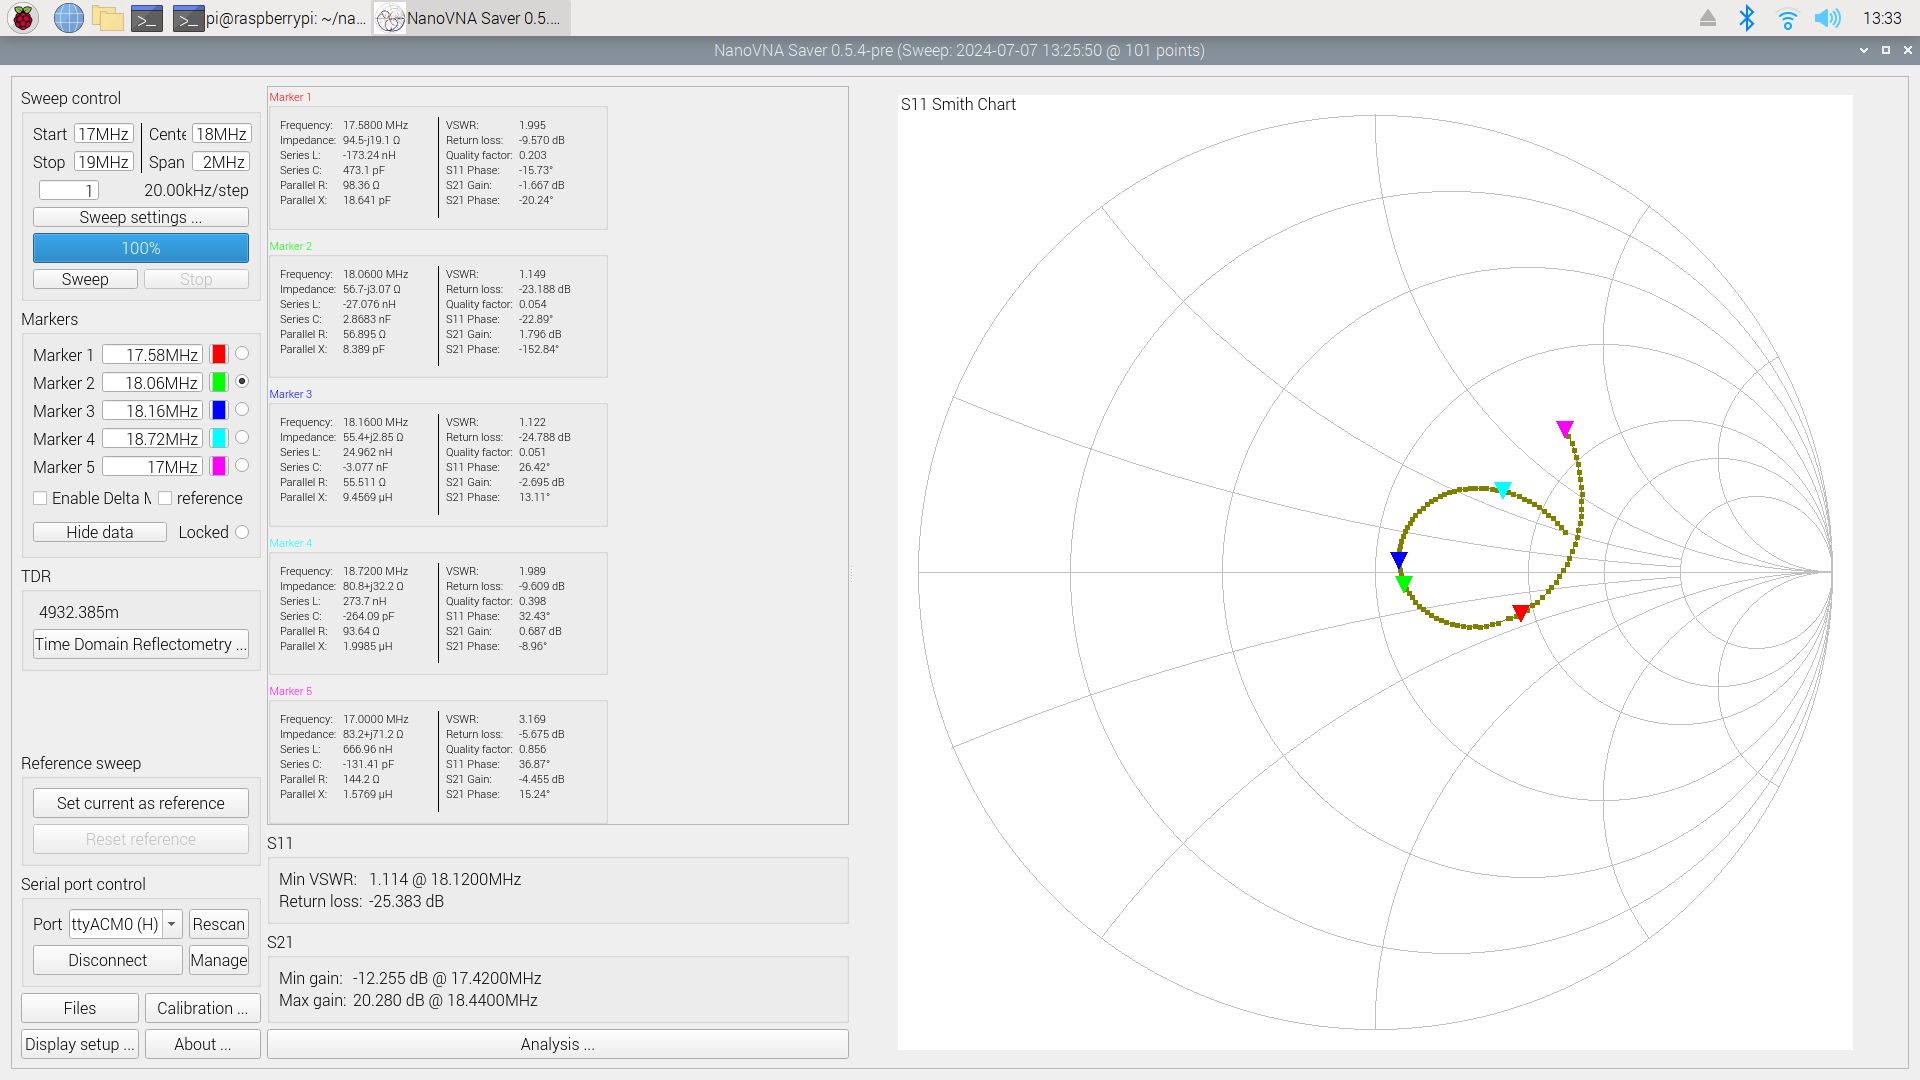 pi@raspberrypi: ~/na...
NanoVNA Saver 0.5....
13:33
NanoVNA Saver 0.5.4-pre (Sweep: 2024-07-07 13:25:50 @ 101 points)
Sweep control
Start 17MHz Cente 18MHz
Stop 19MHz Span 2MHz
1 20.00kHz/step
Sweep settings ...
100%
Sweep Stop
Markers
Marker 1 17.58MHz
Marker 2 18.06MHz
Marker 3 18.16MHz
Marker 4 18.72MHz
Marker 5 17MHz
Enable Delta M reference
Hide data Locked
TDR
4932.385m
Time Domain Reflectometry ...
Reference sweep
Set current as reference
Reset reference
Serial port control
Port ttyACM0 (H) Rescan
Disconnect Manage
Files Calibration ...
Display setup ... About ...
Marker 1
Frequency: 17.5800 MHz VSWR: 1.995
Impedance: 94.5-j19.1 Ω Return loss: -9.570 dB
Series L: -173.24 nH Quality factor: 0.203
Series C: 473.1 pF S11 Phase: -15.73°
Parallel R: 98.36 Ω S21 Gain: -1.667 dB
Parallel X: 18.641 pF S21 Phase: -20.24°
Marker 2
Frequency: 18.0600 MHz VSWR: 1.149
Impedance: 56.7-j3.07 Ω Return loss: -23.188 dB
Series L: -27.076 nH Quality factor: 0.054
Series C: 2.8683 nF S11 Phase: -22.89°
Parallel R: 56.895 Ω S21 Gain: 1.796 dB
Parallel X: 8.389 pF S21 Phase: -152.84°
Marker 3
Frequency: 18.1600 MHz VSWR: 1.122
Impedance: 55.4+j2.85 Ω Return loss: -24.788 dB
Series L: 24.962 nH Quality factor: 0.051
Series C: -3.077 nF S11 Phase: 26.42°
Parallel R: 55.511 Ω S21 Gain: -2.695 dB
Parallel X: 9.4569 µH S21 Phase: 13.11°
Marker 4
Frequency: 18.7200 MHz VSWR: 1.989
Impedance: 80.8+j32.2 Ω Return loss: -9.609 dB
Series L: 273.7 nH Quality factor: 0.398
Series C: -264.09 pF S11 Phase: 32.43°
Parallel R: 93.64 Ω S21 Gain: 0.687 dB
Parallel X: 1.9985 µH S21 Phase: -8.96°
Marker 5
Frequency: 17.0000 MHz VSWR: 3.169
Impedance: 83.2+j71.2 Ω Return loss: -5.675 dB
Series L: 666.96 nH Quality factor: 0.856
Series C: -131.41 pF S11 Phase: 36.87°
Parallel R: 144.2 Ω S21 Gain: -4.455 dB
Parallel X: 1.5769 µH S21 Phase: 15.24°
S11
Min VSWR: 1.114 @ 18.1200MHz
Return loss: -25.383 dB
S21
Min gain: -12.255 dB @ 17.4200MHz
Max gain: 20.280 dB @ 18.4400MHz
Analysis ...
S11 Smith Chart